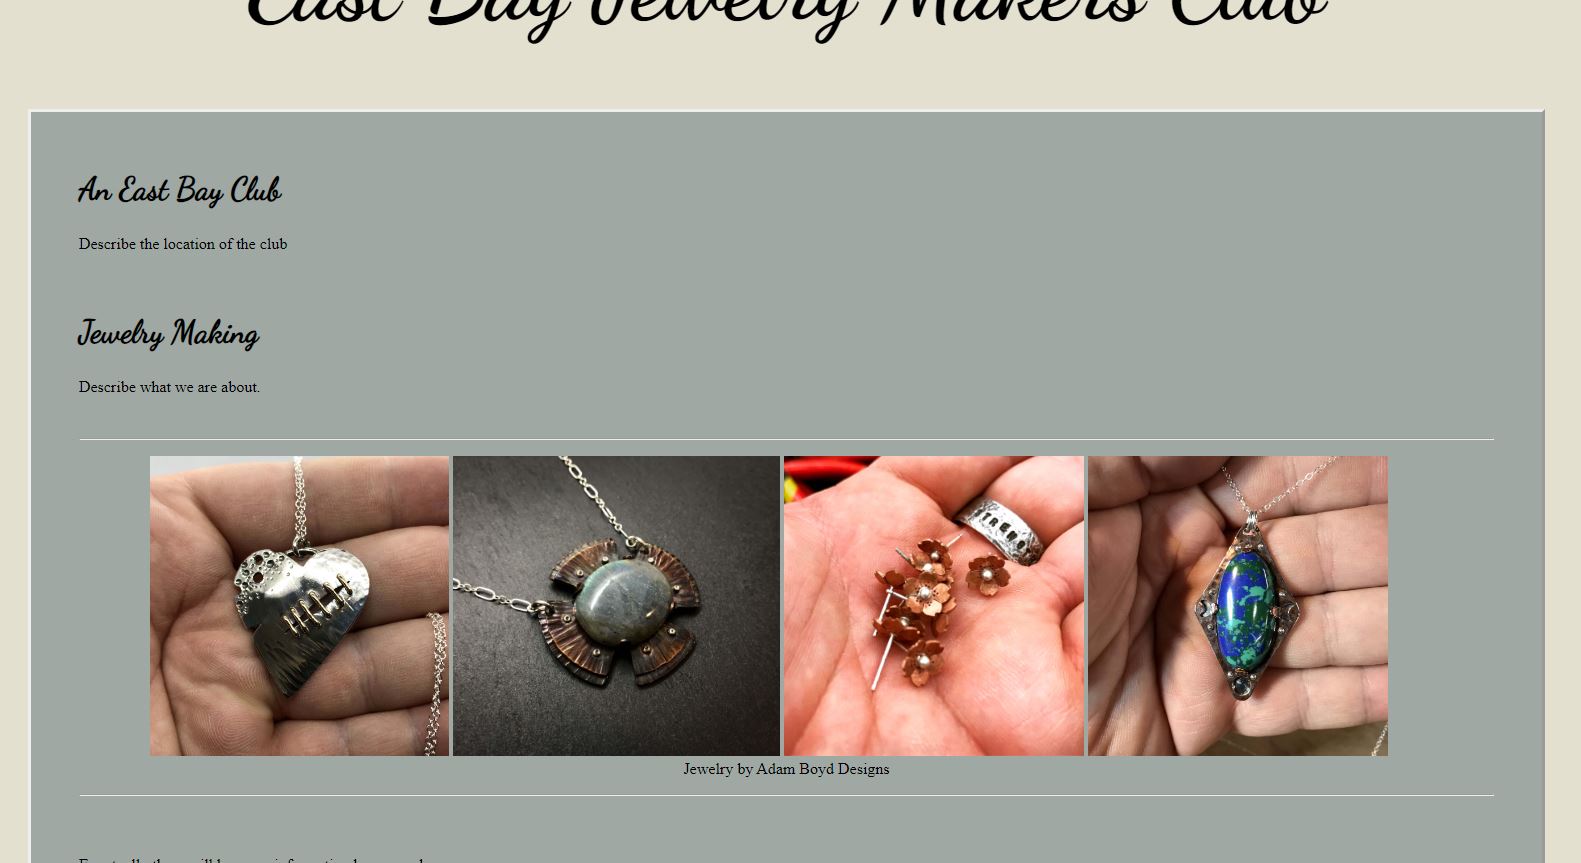 East Bay Jewelry Makers Club
An East Bay Club
Describe the location of the club
Jewelry Making
Describe what we are about.
Jewelry by Adam Boyd Designs